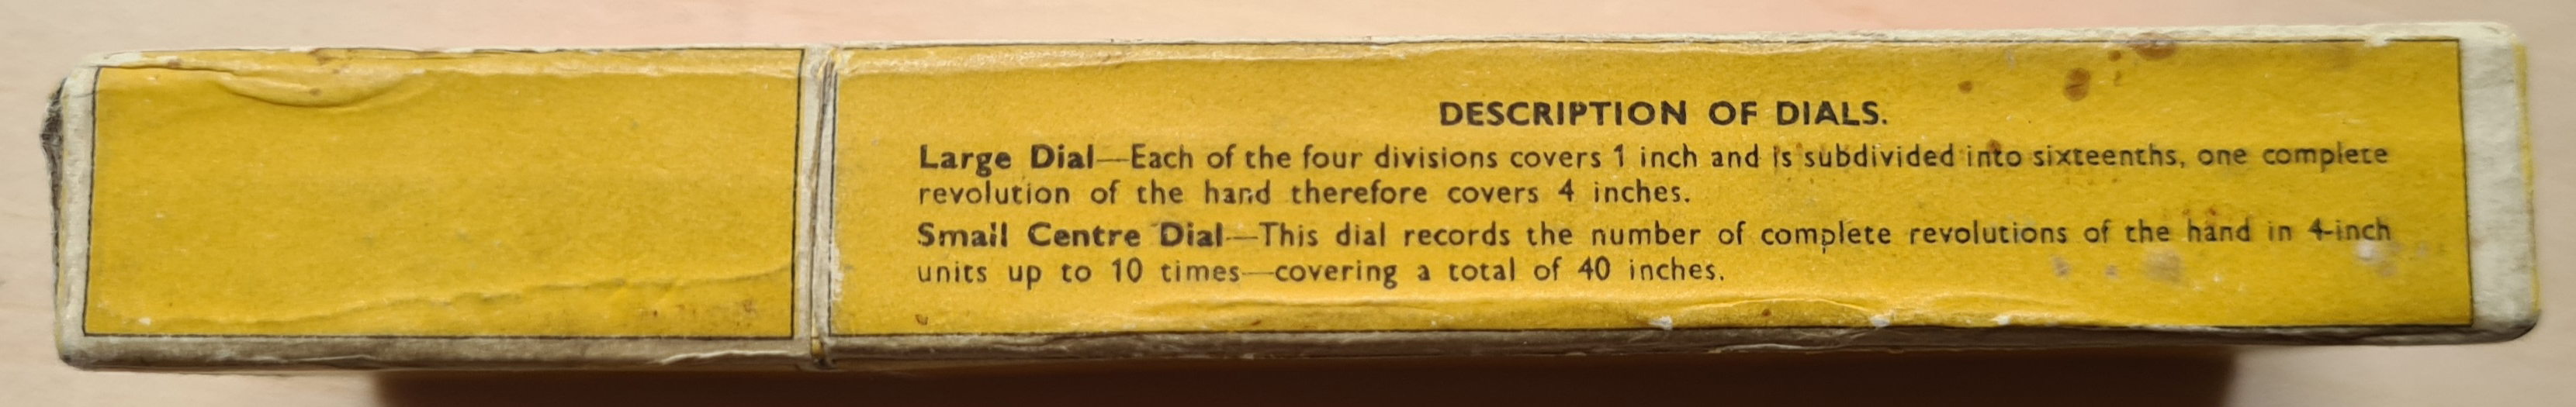 DESCRIPTION OF DIALS.
Large Dial—Each of the four divisions covers 1 inch and is subdivided into sixteenths, one complete
revolution of the hand therefore covers 4 inches.
Small Centre Dial—This dial records the number of complete revolutions of the hand in 4-inch
units up to 10 times—covering a total of 40 inches.